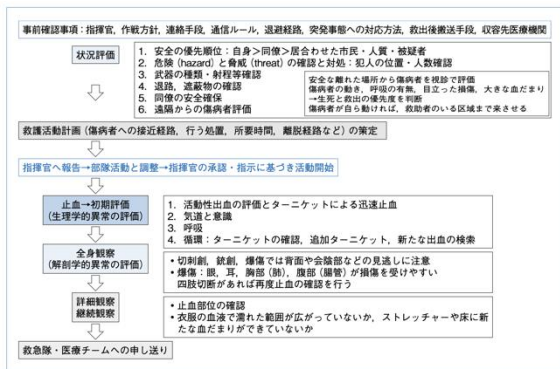 事前確認事項：指揮官，作戦方針，連絡手段，通信ルール，退避経路，突発事態への対応方法，救出後搬送手段，収容先医療機関
状況評価
1. 安全の優先順位：自身＞同僚＞居合わせた市民・人質・被疑者
2. 危険（hazard）と脅威（threat）の確認と対処：犯人の位置・人数確認
3. 武器の種類・射程等確認
4. 退路，遮蔽物の確認
5. 同僚の安全確保
6. 遠隔からの傷病者評価
安全な離れた場所から傷病者を視診で評価
傷病者の動き，呼吸の有無，目立った損傷，大きな血だまり
→生死と救出の優先度を判断
傷病者が自ら動ければ，救助者のいる区域まで来させる
救護活動計画（傷病者への接近経路，行う処置，所要時間，離脱経路など）の策定
指揮官へ報告→部隊活動と調整→指揮官の承認・指示に基づき活動開始
止血→初期評価
（生理学的異常の評価）
1. 活動性出血の評価とターニケットによる迅速止血
2. 気道と意識
3. 呼吸
4. 循環：ターニケットの確認，追加ターニケット，新たな出血の検索
全身観察
（解剖学的異常の評価）
・切刺創，銃創，爆傷では背面や会陰部などの見逃しに注意
・爆傷：眼，耳，胸部（肺），腹部（腸管）が損傷を受けやすい
四肢切断があれば再度止血の確認を行う
詳細観察
継続観察
・止血部位の確認
・衣服の血液で濡れた範囲が広がっていないか，ストレッチャーや床に新たな血だまりができていないか
救急隊・医療チームへの申し送り